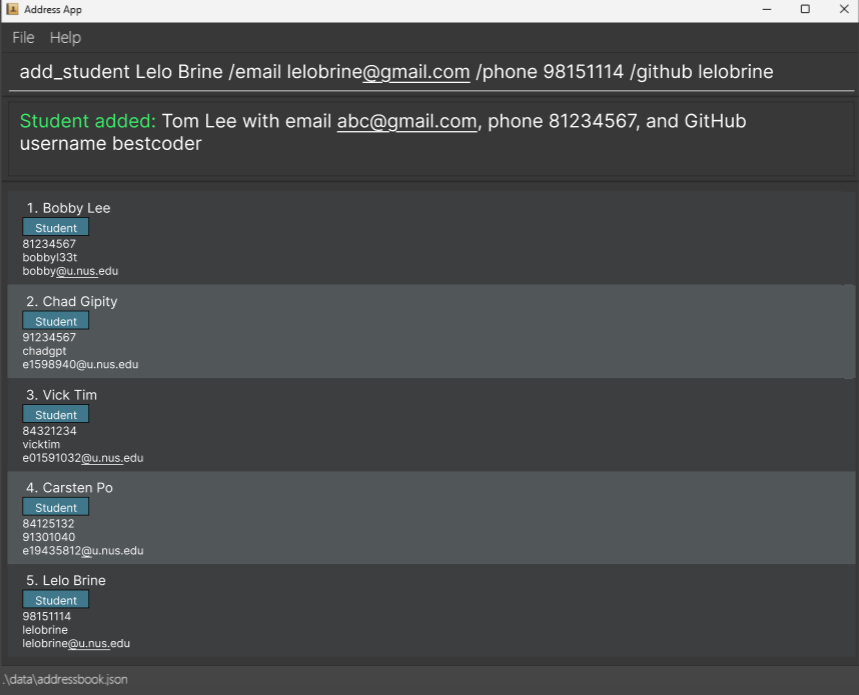 Address App
File Help
add_student Lelo Brine /email lelobrine@gmail.com /phone 98151114 /github lelobrine
Student added: Tom Lee with email abc@gmail.com, phone 81234567, and GitHub
username bestcoder
1. Bobby Lee
Student
81234567
bobbyl33t
bobby@u.nus.edu
2. Chad Gipity
Student
91234567
chadgpt
e1598940@u.nus.edu
3. Vick Tim
Student
84321234
vicktim
e01591032@u.nus.edu
4. Carsten Po
Student
84125132
91301040
e19435812@u.nus.edu
5. Lelo Brine
Student
98151114
lelobrine
lelobrine@u.nus.edu
.\data\addressbook.json